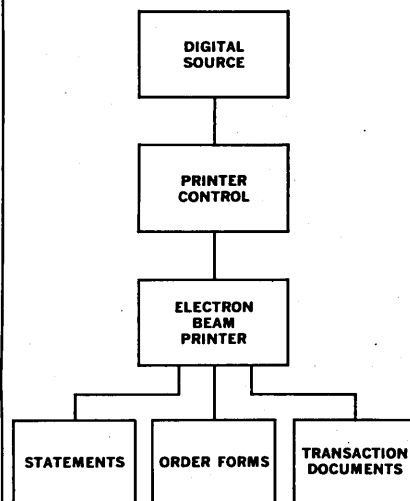 DIGITAL
SOURCE
PRINTER
CONTROL
ELECTRON
BEAM
PRINTER
STATEMENTS
ORDER FORMS
TRANSACTION
DOCUMENTS